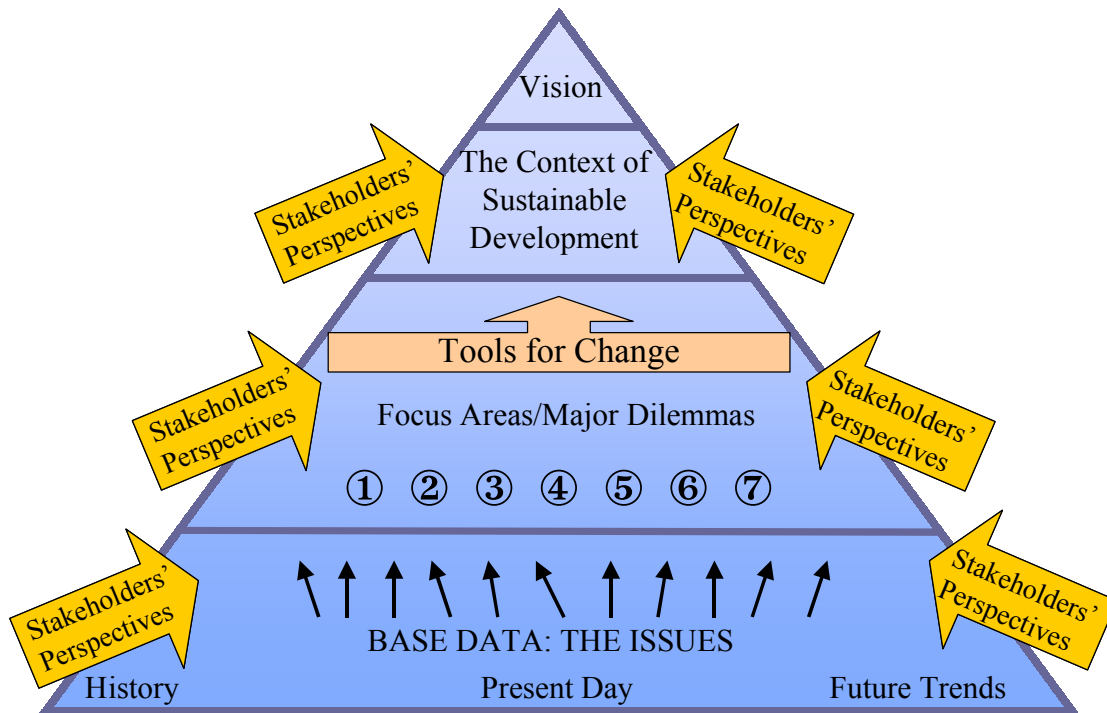 Vision
The Context of
Sustainable
Development
Stakeholders'
Perspectives
Stakeholders'
Perspectives
Tools for Change
Focus Areas/Major Dilemmas
① ② ③ ④ ⑤ ⑥ ⑦
Stakeholders'
Perspectives
Stakeholders'
Perspectives
BASE DATA: THE ISSUES
History Present Day Future Trends
Stakeholders'
Perspectives
Stakeholders'
Perspectives